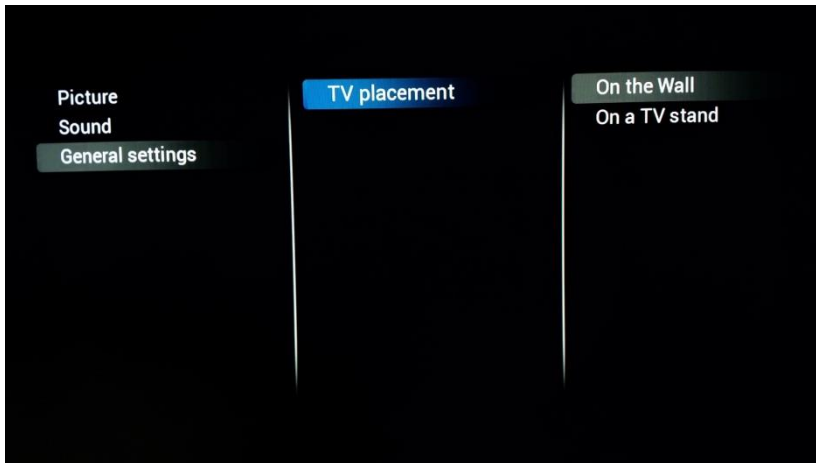 Picture
Sound
General settings
TV placement
On the Wall
On a TV stand